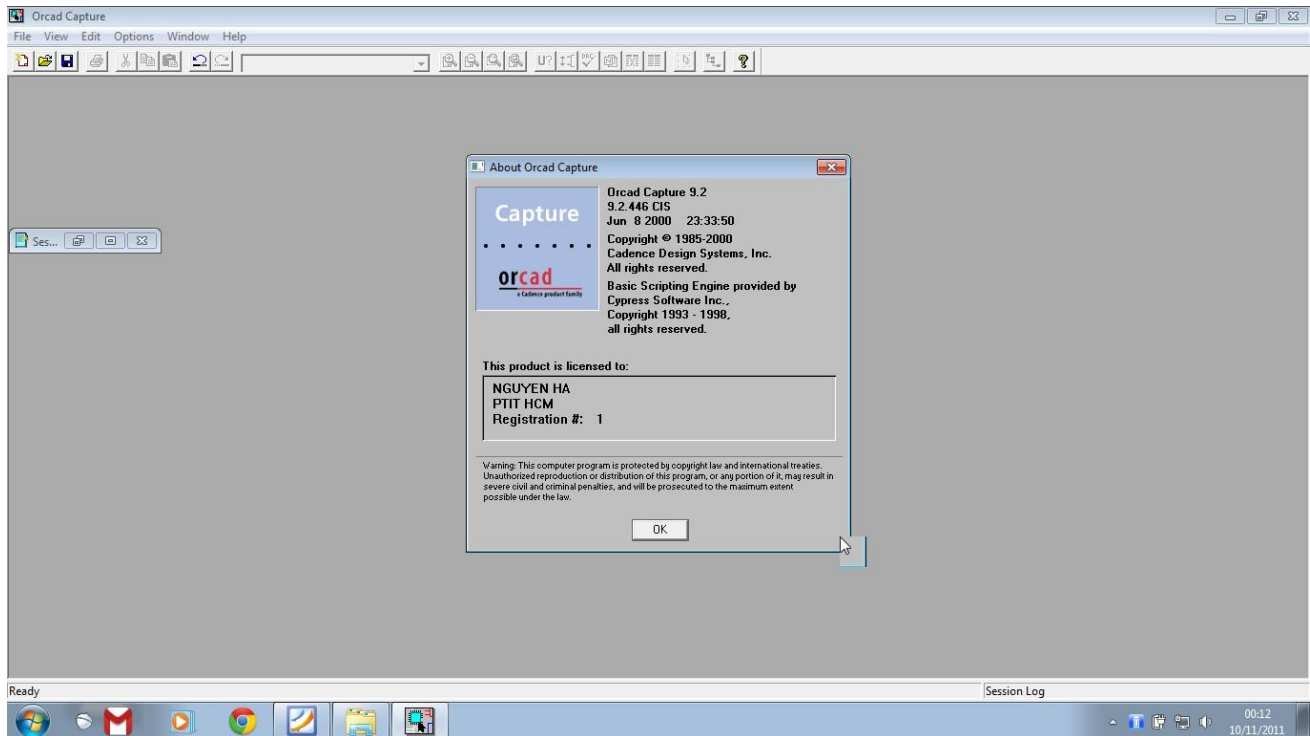 Orcad Capture
File View Edit Options Window Help
U?
About Orcad Capture
Capture
orcad
a Cadence product family
Orcad Capture 9.2
9.2.446 CIS
Jun 8 2000 23:33:50
Copyright © 1985-2000
Cadence Design Systems, Inc.
All rights reserved.
Basic Scripting Engine provided by
Cypress Software Inc.,
Copyright 1993 - 1998,
all rights reserved.
Ses...
This product is licensed to:
NGUYEN HA
PTIT HCM
Registration #: 1
Warning: This computer program is protected by copyright law and international treaties.
Unauthorized reproduction or distribution of this program, or any portion of it, may result in
severe civil and criminal penalties, and will be prosecuted to the maximum extent
possible under the law.
OK
Ready
Session Log
00:12
10/11/2011